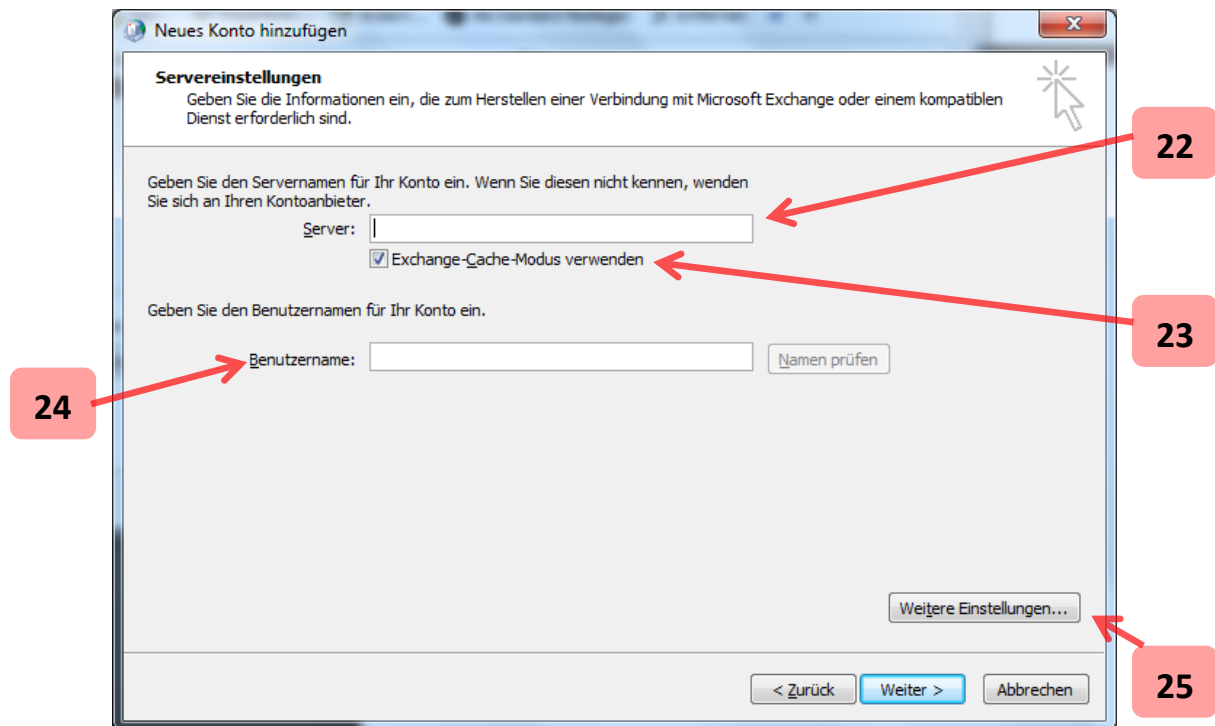 Neues Konto hinzufügen
Servereinstellungen
Geben Sie die Informationen ein, die zum Herstellen einer Verbindung mit Microsoft Exchange oder einem kompatiblen
Dienst erforderlich sind.
22
Geben Sie den Servernamen für Ihr Konto ein. Wenn Sie diesen nicht kennen, wenden
Sie sich an Ihren Kontoanbieter.
Server:
Exchange-Cache-Modus verwenden
Geben Sie den Benutzernamen für Ihr Konto ein.
23
Benutzername:
Namen prüfen
24
Weitere Einstellungen...
< Zurück
Weiter >
Abbrechen
25